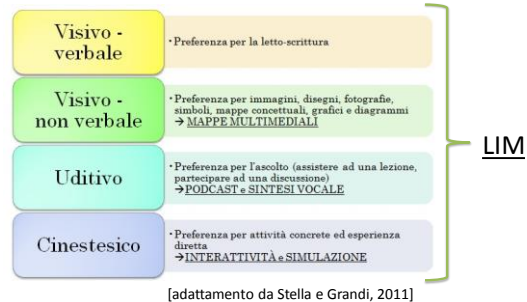 Visivo -
verbale
•Preferenza per la letto-scrittura
Visivo -
non verbale
•Preferenza per immagini, disegni, fotografie,
simboli, mappe concettuali, grafici e diagrammi
→ MAPPE MULTIMEDIALI
Uditivo
•Preferenza per l'ascolto (assistere ad una lezione,
partecipare ad una discussione)
→PODCAST e SINTESI VOCALE
Cinestesico
•Preferenza per attività concrete ed esperienza
diretta
→INTERATTIVITÀ e SIMULAZIONE
LIM
[adattamento da Stella e Grandi, 2011]